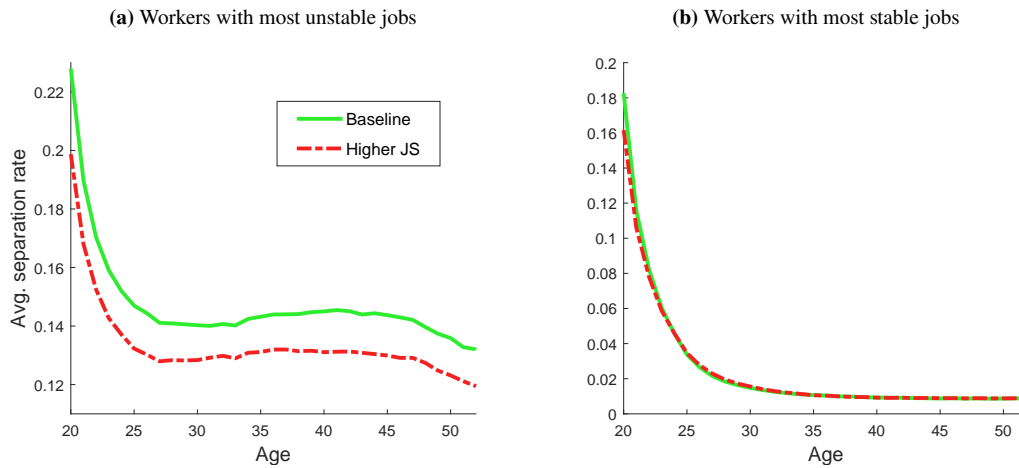 (a) Workers with most unstable jobs
(b) Workers with most stable jobs
Avg. separation rate
0.22
0.2
0.18
0.16
0.14
0.12
20 25 30 35 40 45 50
Age
Baseline
Higher JS
0.2
0.18
0.16
0.14
0.12
0.1
0.08
0.06
0.04
0.02
0
20 25 30 35 40 45 50
Age